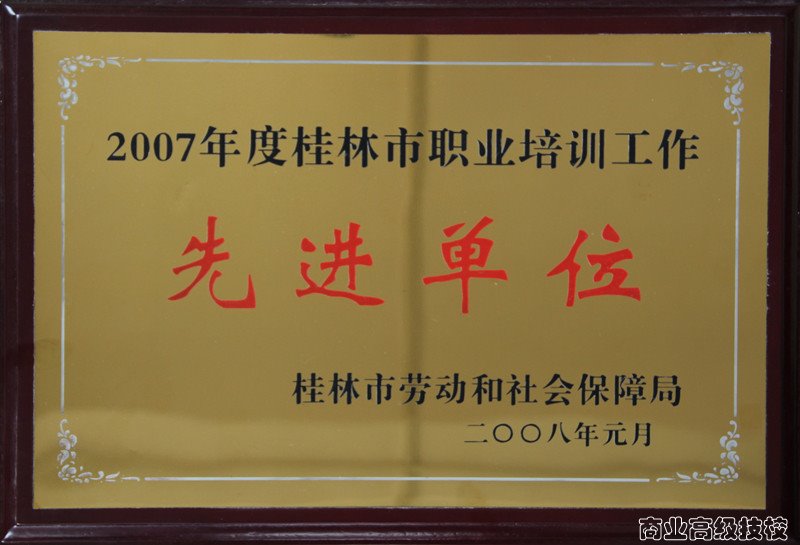 2007年度桂林市职业培训工作
先进单位
桂林市劳动和社会保障局
二〇〇八年元月
商业高级技校